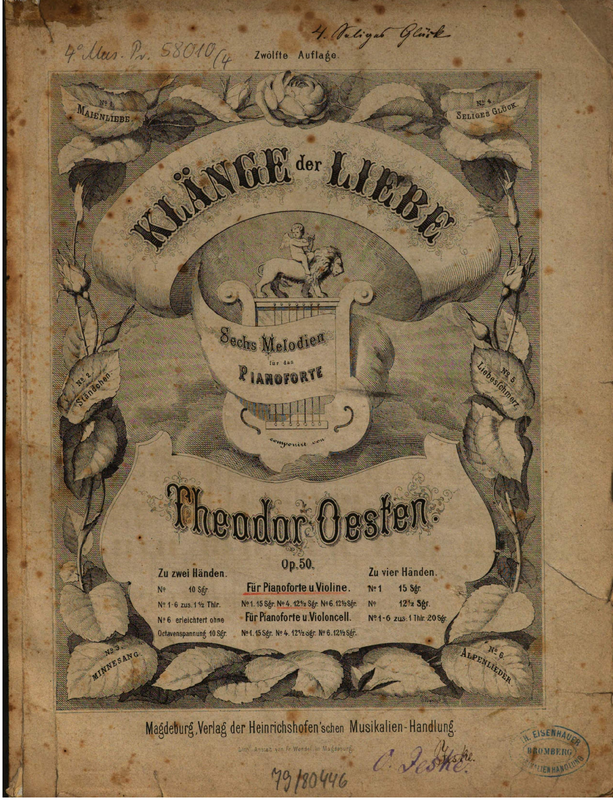 4. Seliges Glück
4° Mus. Pr. 58010/4
Zwölfte Auflage.
No 1.
MAIENLIEBE.
No 4.
SELIGES GLÜCK.
KLÄNGE der LIEBE
Sechs Melodien
für das
PIANOFORTE
componirt von
No 2.
Ständchen.
No 5.
Liebesschmerz.
Theodor Oesten.
Op. 50.
Zu zwei Händen.
No 10 Sgr
No 1-6 zus. 1½ Thlr.
No 6 erleichtert ohne
Octavenspannung 10 Sgr.
Für Pianoforte u Violine.
No 1. 15 Sgr. No 4. 12½ Sgr. No 6. 12½ Sgr.
Für Pianoforte u. Violoncell.
No 1. 15 Sgr. No 4. 12½ Sgr. No 6. 12½ Sgr.
Zu vier Händen.
No 1 15 Sgr.
No 12½ Sgr.
No 1-6 zus. 1 Thlr. 20 Sgr
No 3.
MINNESANG.
No 6.
ALPENLIEDER.
Magdeburg, Verlag der Heinrichshofen'schen Musikalien-Handlung.
EISENHAUER
BROMBERG
C. Jeske.
79/80446